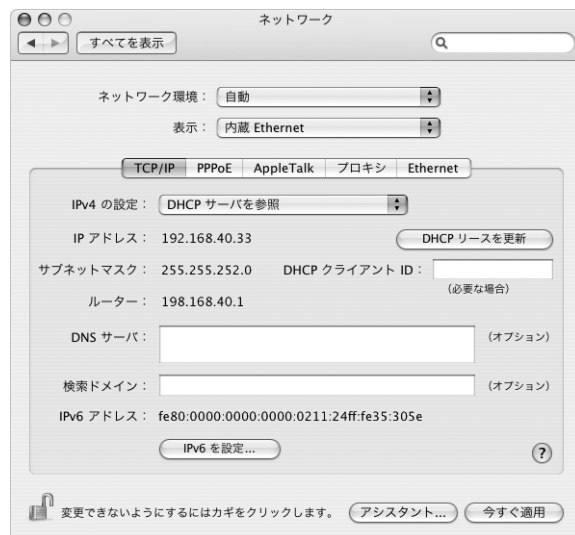 ネットワーク
すべてを表示
ネットワーク環境： 自動
表示： 内蔵 Ethernet
TCP/IP PPPoE AppleTalk プロキシ Ethernet
IPv4 の設定： DHCP サーバを参照
IP アドレス： 192.168.40.33 DHCP リースを更新
サブネットマスク： 255.255.252.0 DHCP クライアント ID：
（必要な場合）
ルーター： 198.168.40.1
DNS サーバ： （オプション）
検索ドメイン： （オプション）
IPv6 アドレス： fe80:0000:0000:0000:0211:24ff:fe35:305e
IPv6 を設定... ?
変更できないようにするにはカギをクリックします。 アシスタント... 今すぐ適用